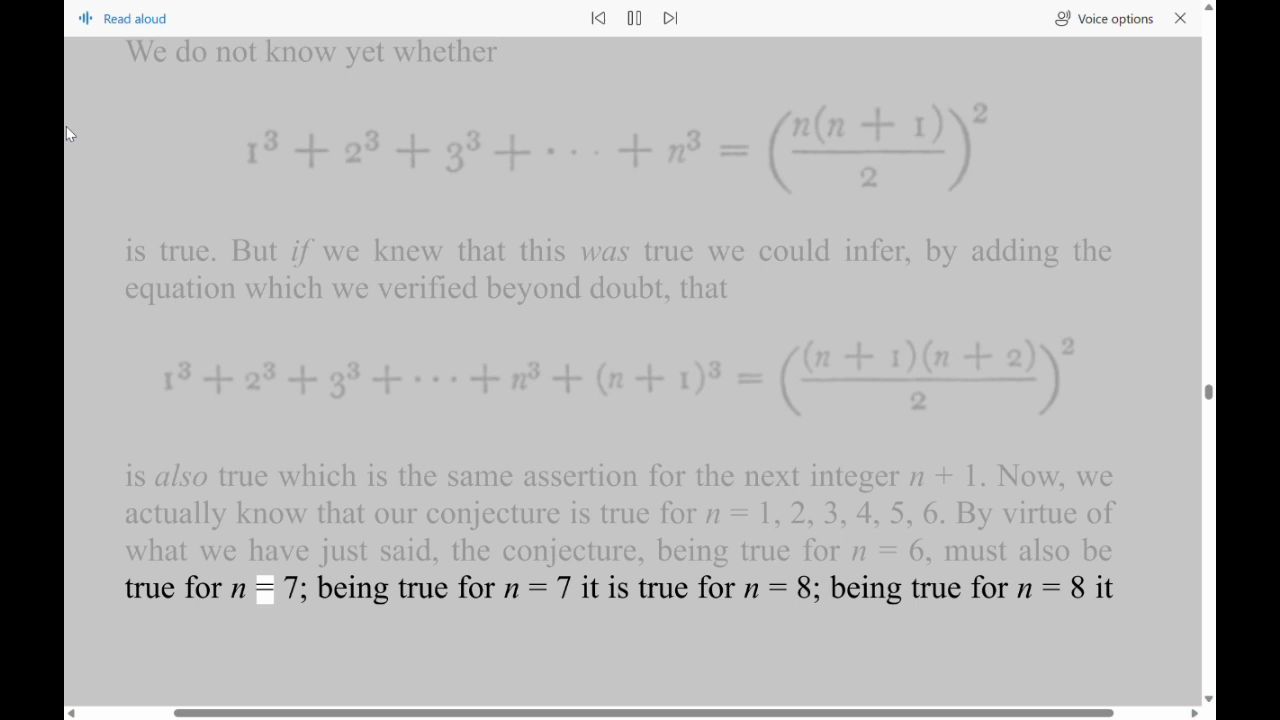 Read aloud
Voice options
We do not know yet whether
1³ + 2³ + 3³ + · · · + n³ = (n(n + 1)/2)²
is true. But if we knew that this was true we could infer, by adding the
equation which we verified beyond doubt, that
1³ + 2³ + 3³ + · · · + n³ + (n + 1)³ = ((n + 1)(n + 2)/2)²
is also true which is the same assertion for the next integer n + 1. Now, we
actually know that our conjecture is true for n = 1, 2, 3, 4, 5, 6. By virtue of
what we have just said, the conjecture, being true for n = 6, must also be
true for n = 7; being true for n = 7 it is true for n = 8; being true for n = 8 it